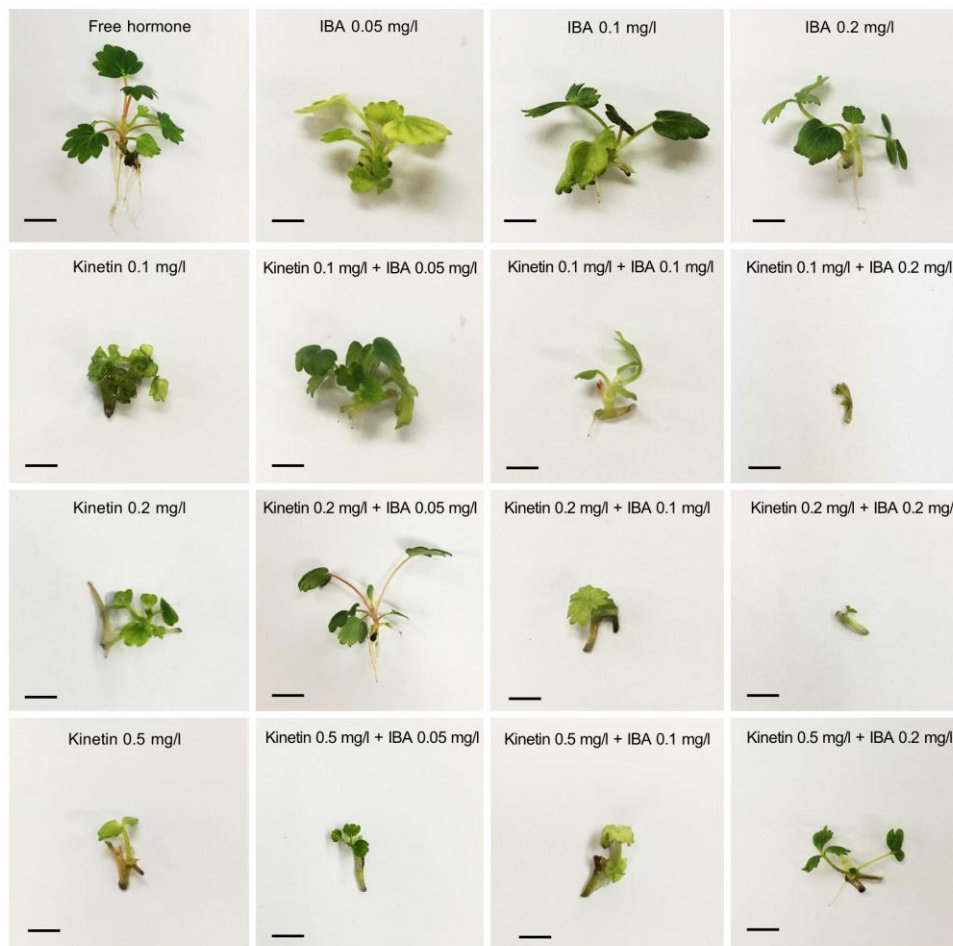 Free hormone
IBA 0.05 mg/l
IBA 0.1 mg/l
IBA 0.2 mg/l
Kinetin 0.1 mg/l
Kinetin 0.1 mg/l + IBA 0.05 mg/l
Kinetin 0.1 mg/l + IBA 0.1 mg/l
Kinetin 0.1 mg/l + IBA 0.2 mg/l
Kinetin 0.2 mg/l
Kinetin 0.2 mg/l + IBA 0.05 mg/l
Kinetin 0.2 mg/l + IBA 0.1 mg/l
Kinetin 0.2 mg/l + IBA 0.2 mg/l
Kinetin 0.5 mg/l
Kinetin 0.5 mg/l + IBA 0.05 mg/l
Kinetin 0.5 mg/l + IBA 0.1 mg/l
Kinetin 0.5 mg/l + IBA 0.2 mg/l